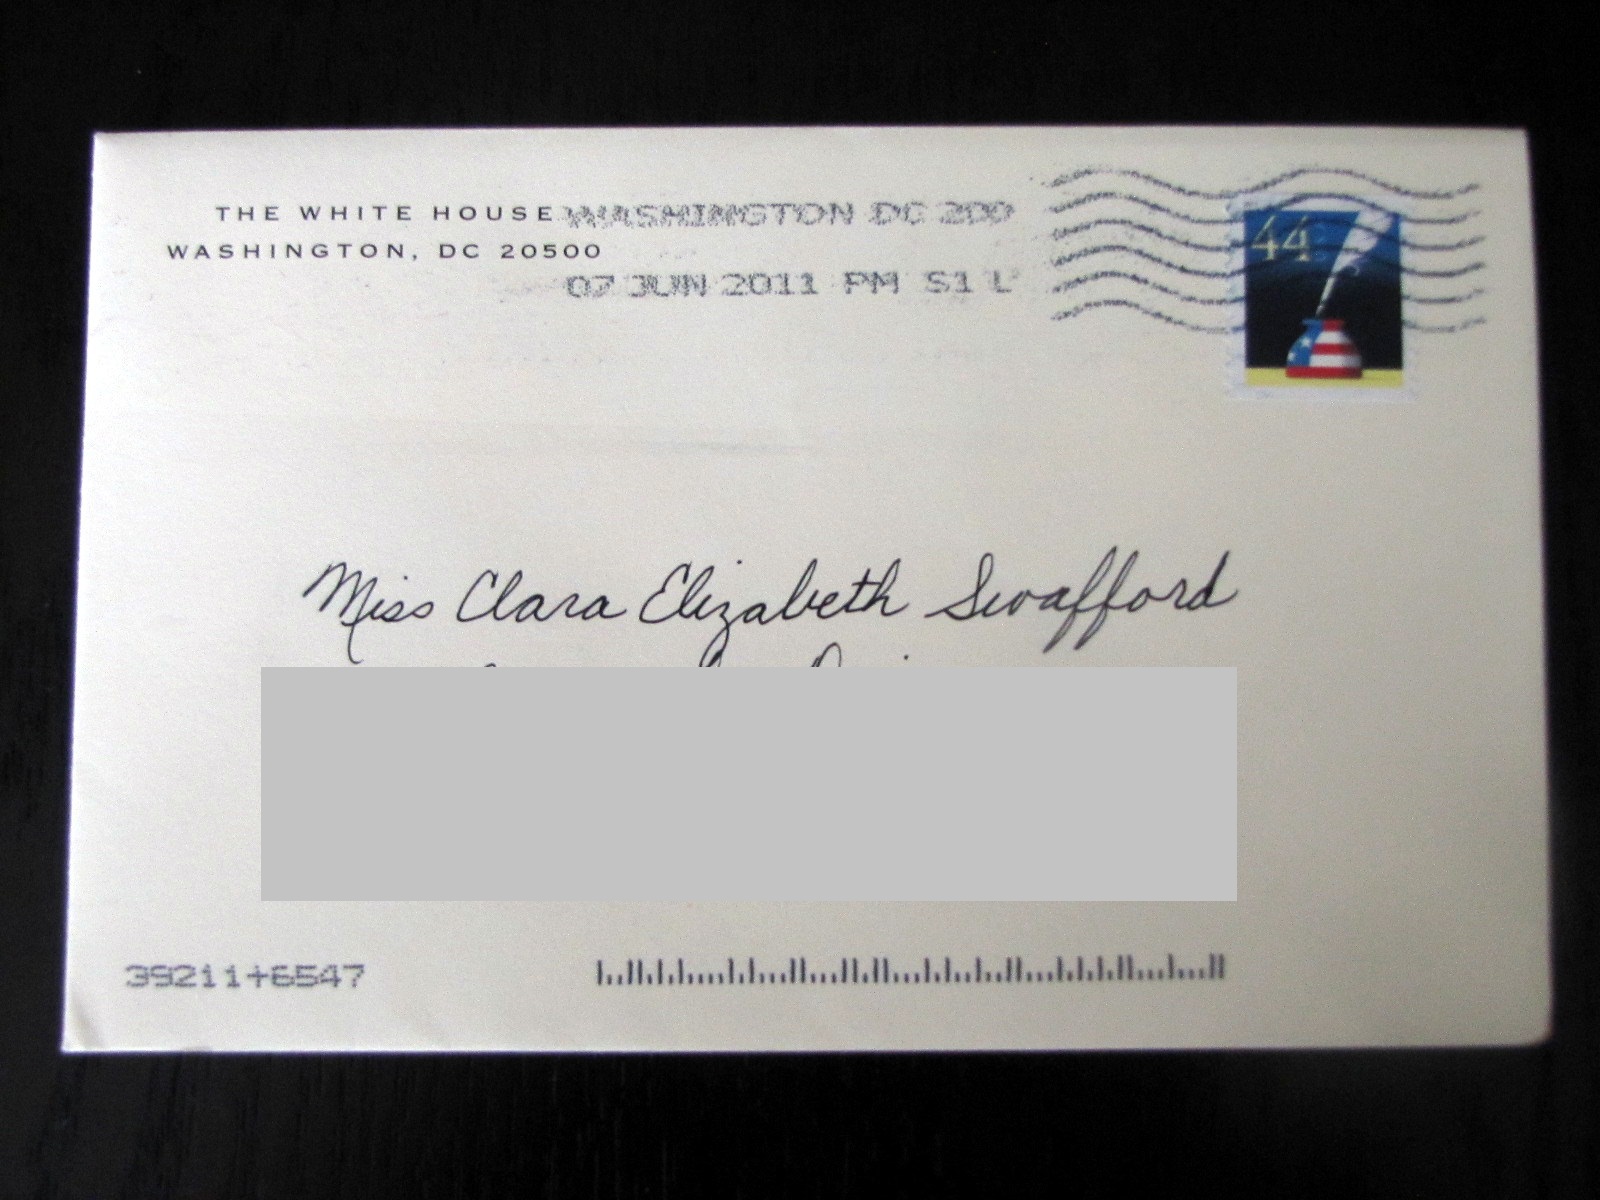 THE WHITE HOUSE
WASHINGTON, DC 20500
WASHINGTON DC 200
07 JUN 2011 PM S1 L
44
Miss Clara Elizabeth Swafford
39211+6547